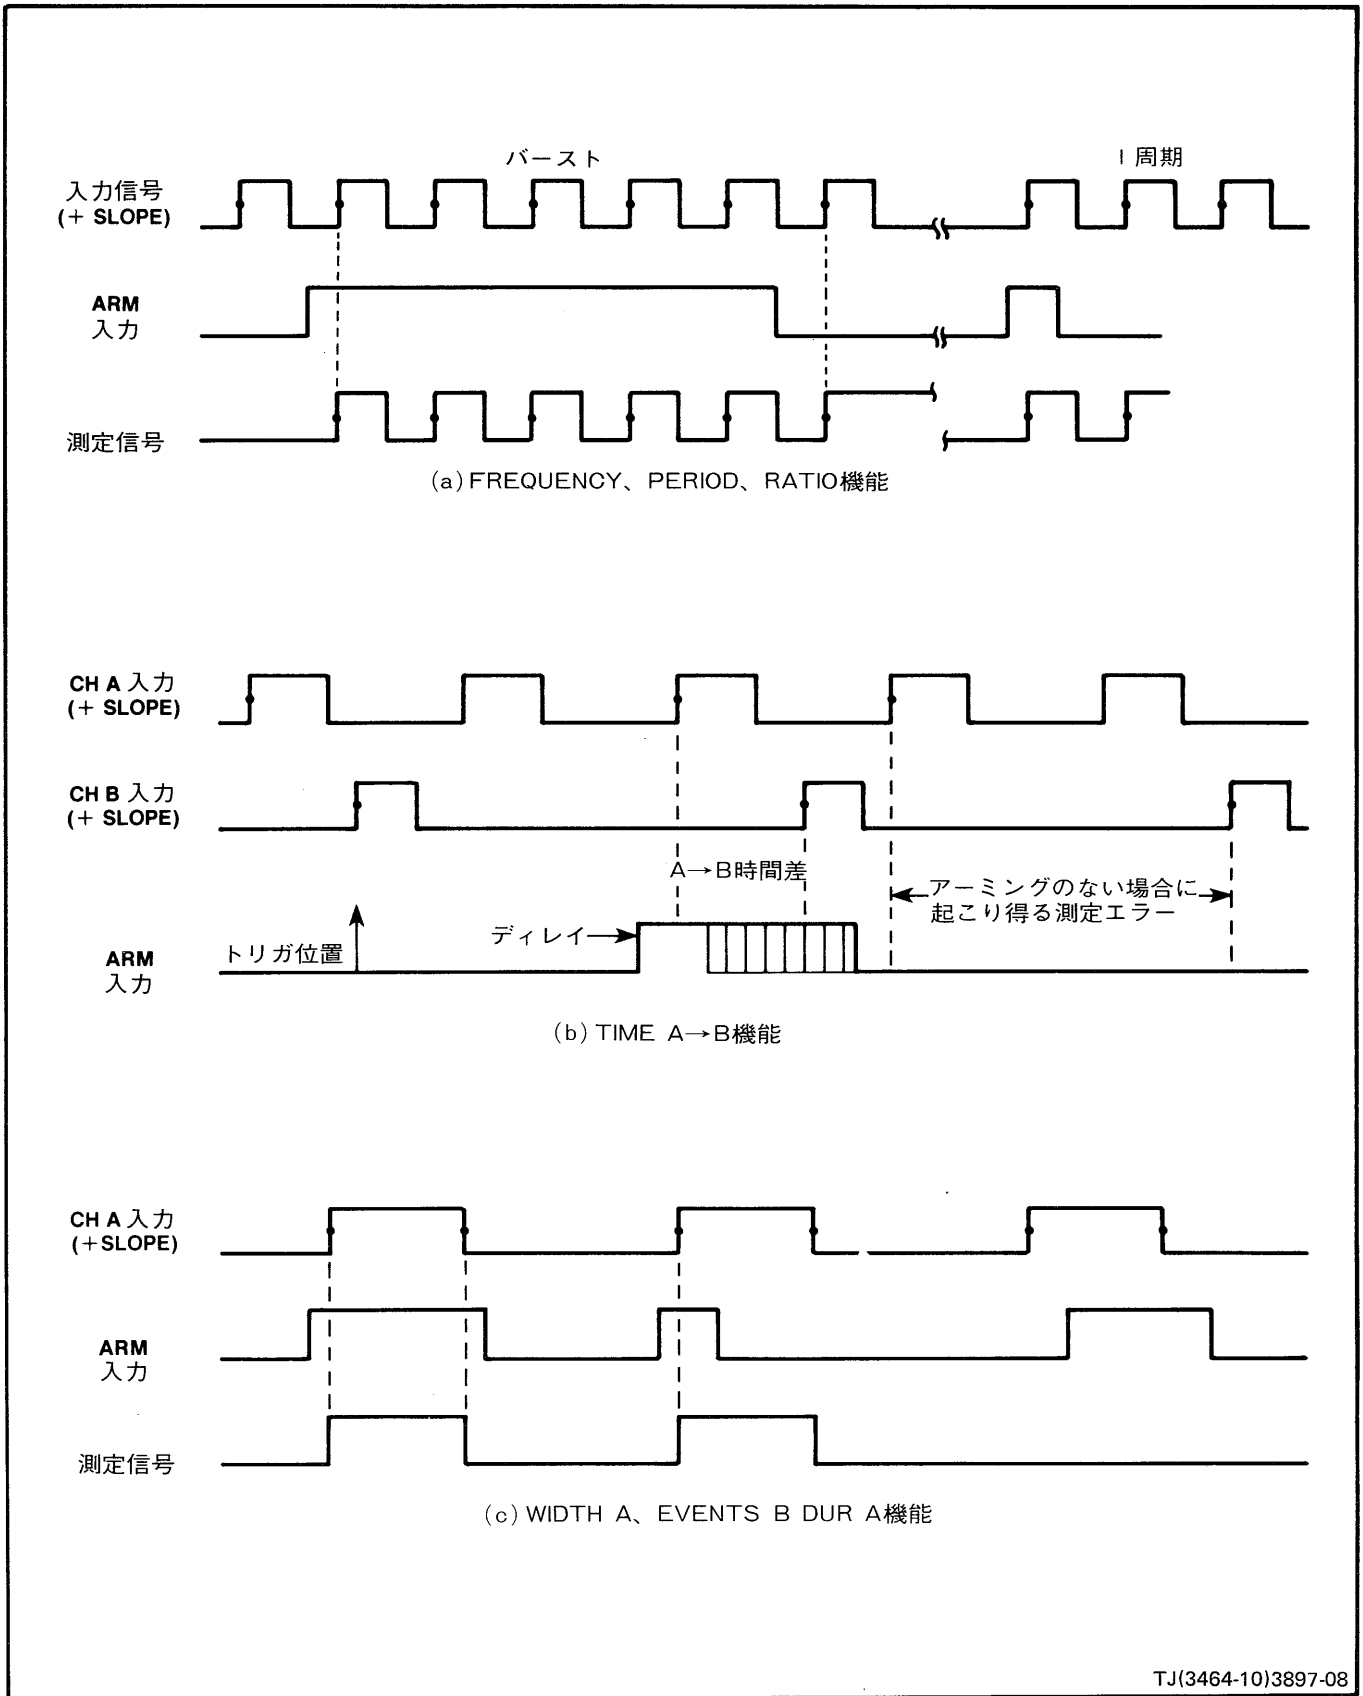 バースト
I 周期
入力信号
(+ SLOPE)
ARM
入力
測定信号
(a) FREQUENCY、PERIOD、RATIO機能
CH A 入力
(+ SLOPE)
CH B 入力
(+ SLOPE)
A→B時間差
アーミングのない場合に
起こり得る測定エラー
ディレイ
トリガ位置
ARM
入力
(b) TIME A→B機能
CH A 入力
(+SLOPE)
ARM
入力
測定信号
(c) WIDTH A、EVENTS B DUR A機能
TJ(3464-10)3897-08